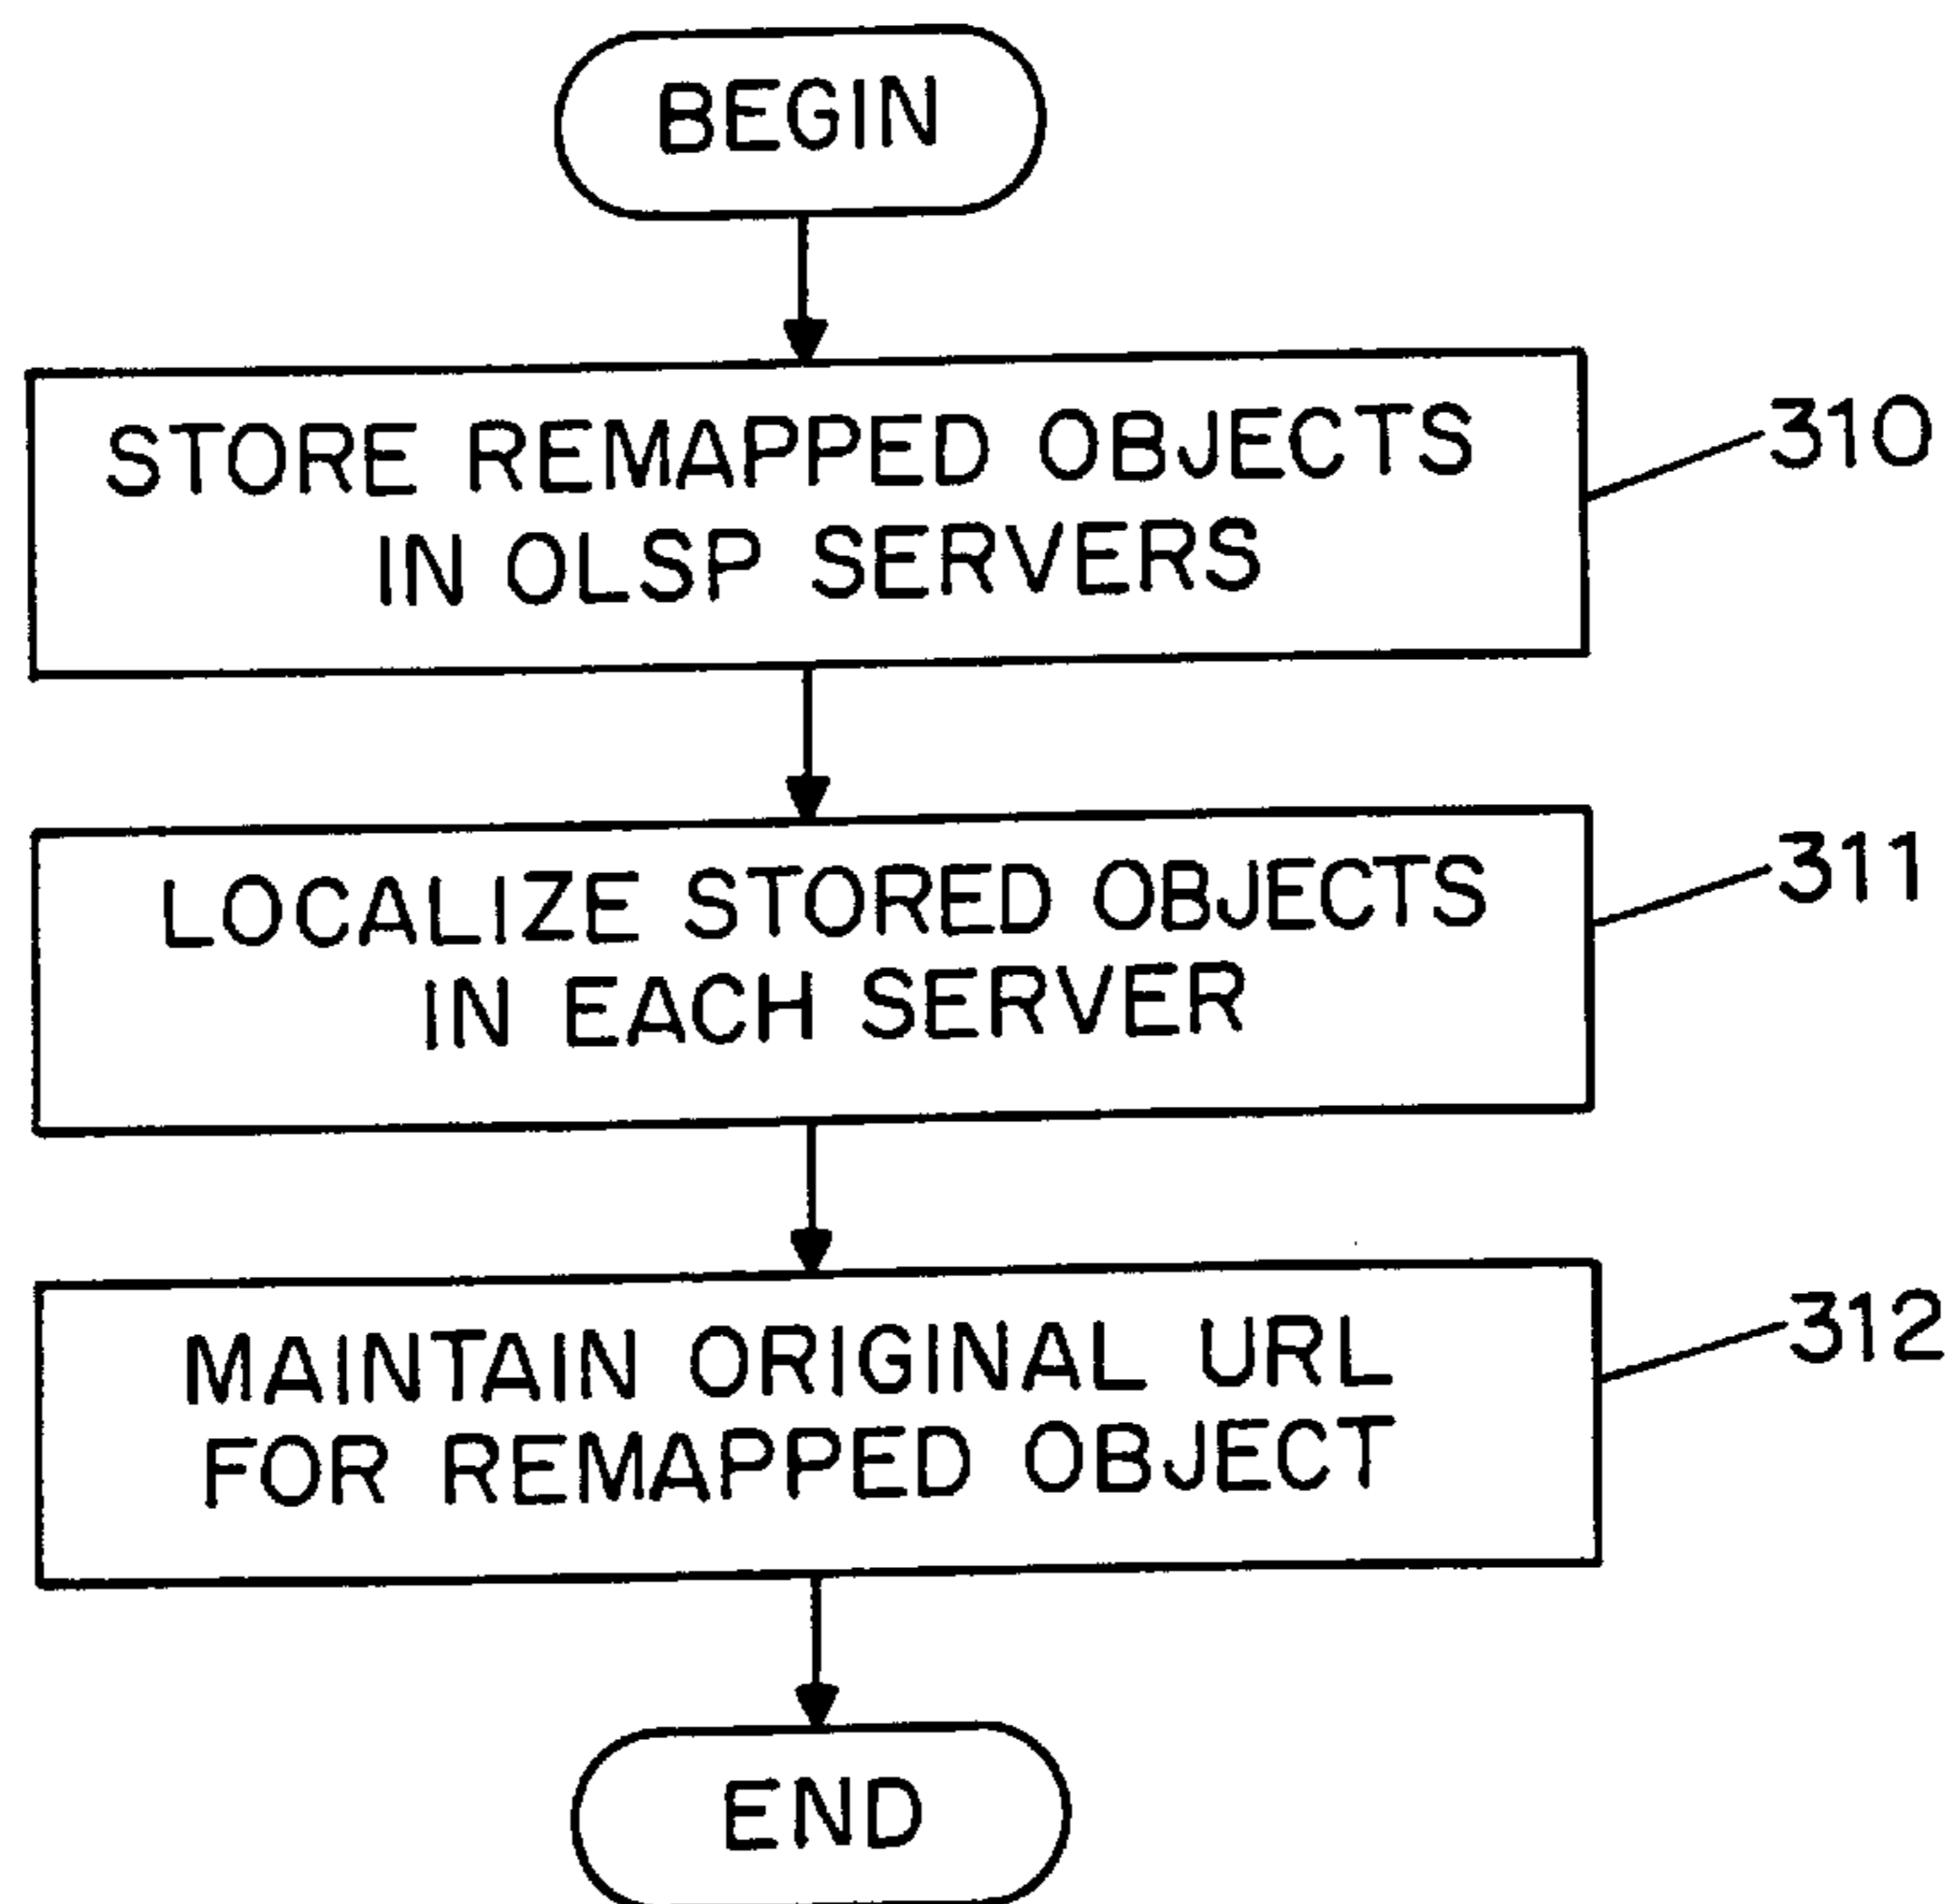 BEGIN
STORE REMAPPED OBJECTS
IN OLSP SERVERS
310
LOCALIZE STORED OBJECTS
IN EACH SERVER
311
MAINTAIN ORIGINAL URL
FOR REMAPPED OBJECT
312
END